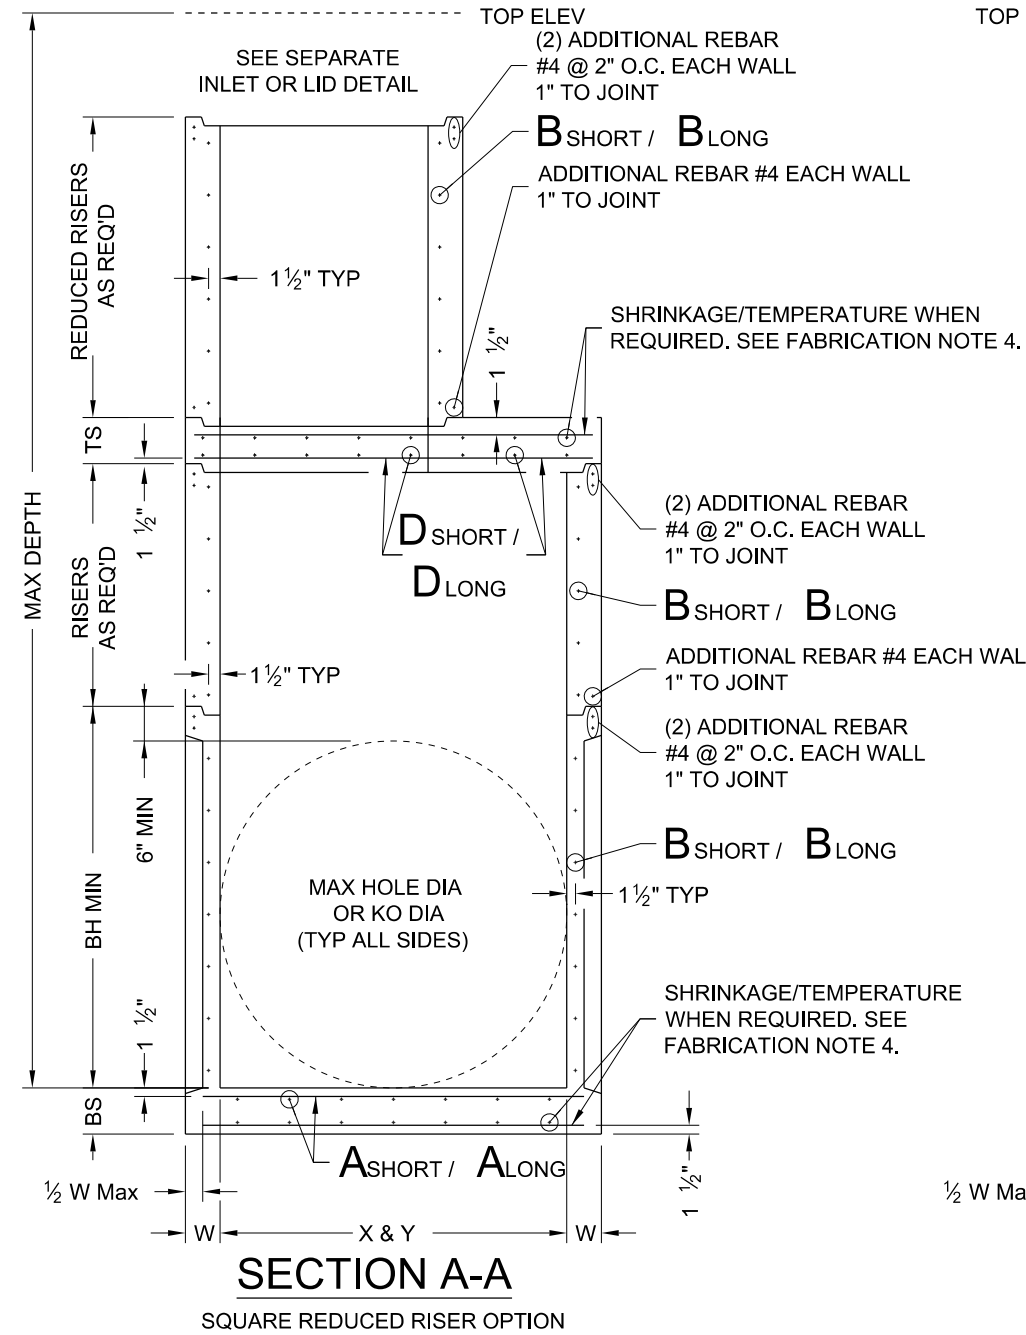 TOP ELEV
TOP
(2) ADDITIONAL REBAR
#4 @ 2" O.C. EACH WALL
1" TO JOINT
SEE SEPARATE
INLET OR LID DETAIL
B SHORT / B LONG
ADDITIONAL REBAR #4 EACH WALL
1" TO JOINT
REDUCED RISERS
AS REQ'D
1 ½" TYP
1 ½"
SHRINKAGE/TEMPERATURE WHEN
REQUIRED. SEE FABRICATION NOTE 4.
TS
1 ½"
MAX DEPTH
RISERS
AS REQ'D
D SHORT /
D LONG
(2) ADDITIONAL REBAR
#4 @ 2" O.C. EACH WALL
1" TO JOINT
B SHORT / B LONG
1 ½" TYP
ADDITIONAL REBAR #4 EACH WAL
1" TO JOINT
(2) ADDITIONAL REBAR
#4 @ 2" O.C. EACH WALL
1" TO JOINT
6" MIN
BH MIN
B SHORT / B LONG
1 ½" TYP
MAX HOLE DIA
OR KO DIA
(TYP ALL SIDES)
1 ½"
SHRINKAGE/TEMPERATURE
WHEN REQUIRED. SEE
FABRICATION NOTE 4.
BS
A SHORT / A LONG
1 ½"
½ W Max
½ W Ma
W
X & Y
W
SECTION A-A
SQUARE REDUCED RISER OPTION